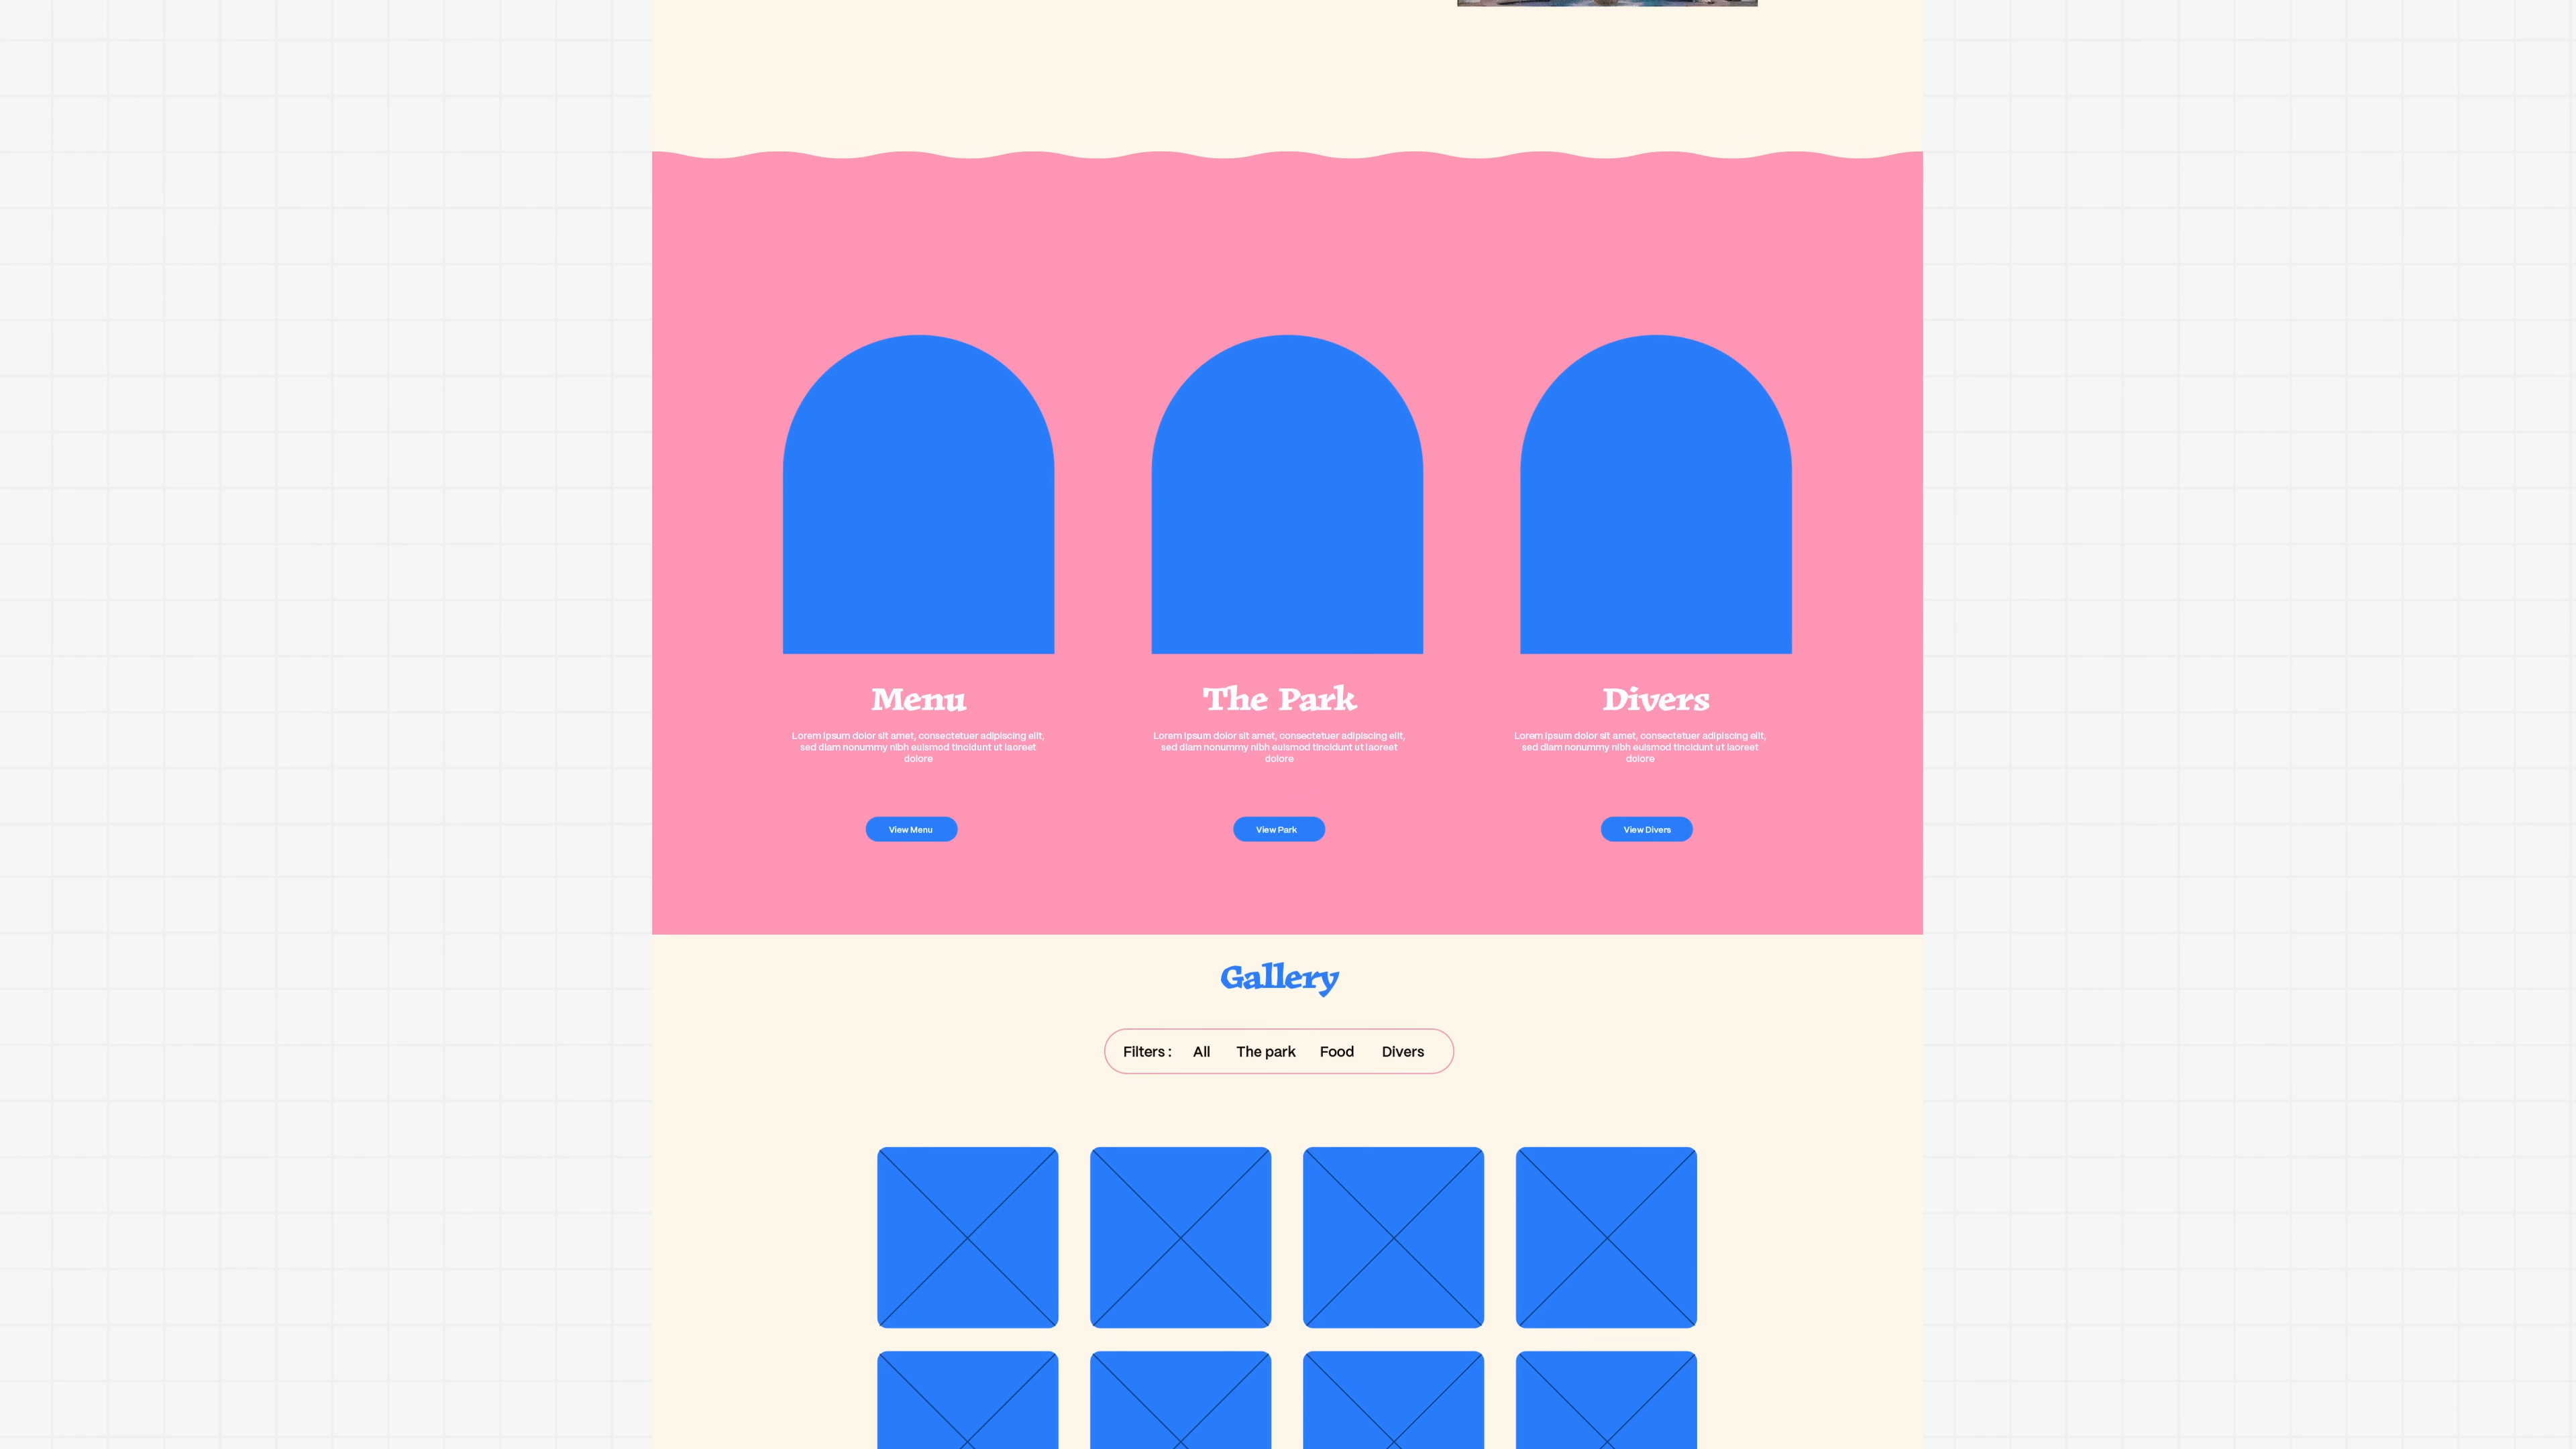 Menu
Lorem ipsum dolor sit amet, consectetuer adipiscing elit,
sed diam nonummy nibh euismod tincidunt ut laoreet
dolore
View Menu
The Park
Lorem ipsum dolor sit amet, consectetuer adipiscing elit,
sed diam nonummy nibh euismod tincidunt ut laoreet
dolore
View Park
Divers
Lorem ipsum dolor sit amet, consectetuer adipiscing elit,
sed diam nonummy nibh euismod tincidunt ut laoreet
dolore
View Divers
Gallery
Filters : All The park Food Divers